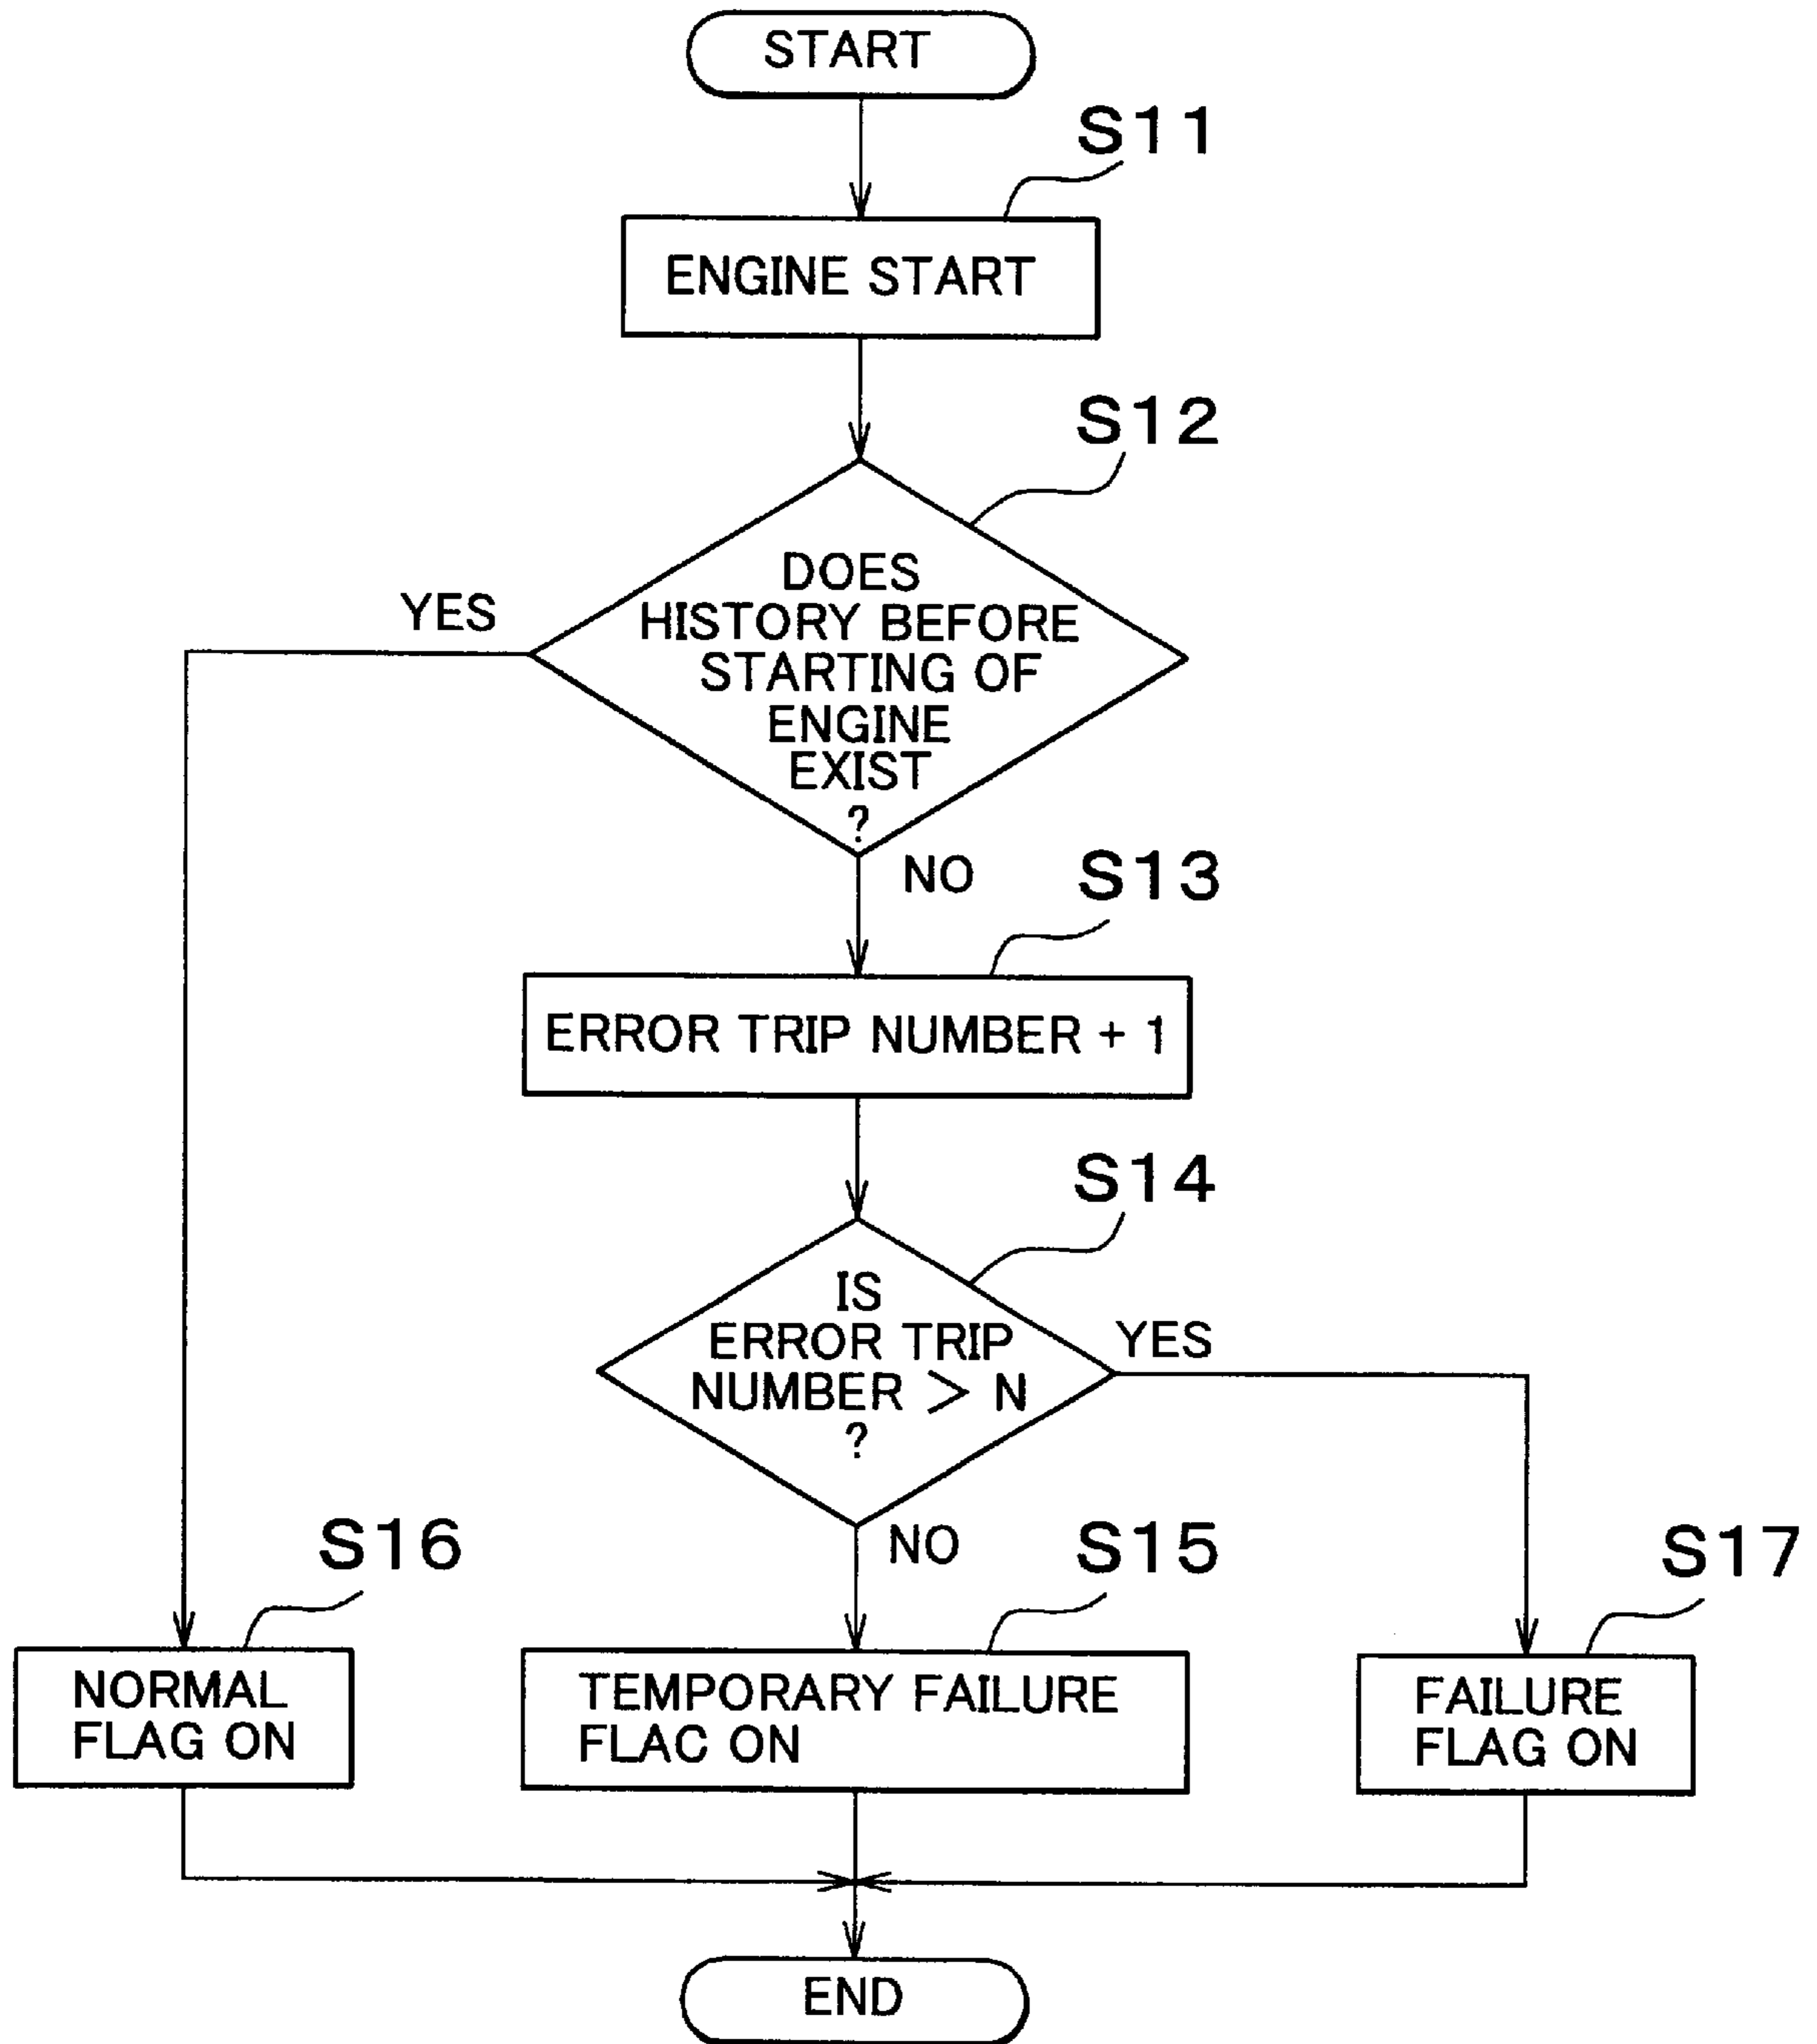 START
S11
ENGINE START
S12
DOES
HISTORY BEFORE
STARTING OF
ENGINE
EXIST
?
YES
NO
S13
ERROR TRIP NUMBER + 1
S14
IS
ERROR TRIP
NUMBER > N
?
YES
NO
S16
NORMAL
FLAG ON
S15
TEMPORARY FAILURE
FLAC ON
S17
FAILURE
FLAG ON
END